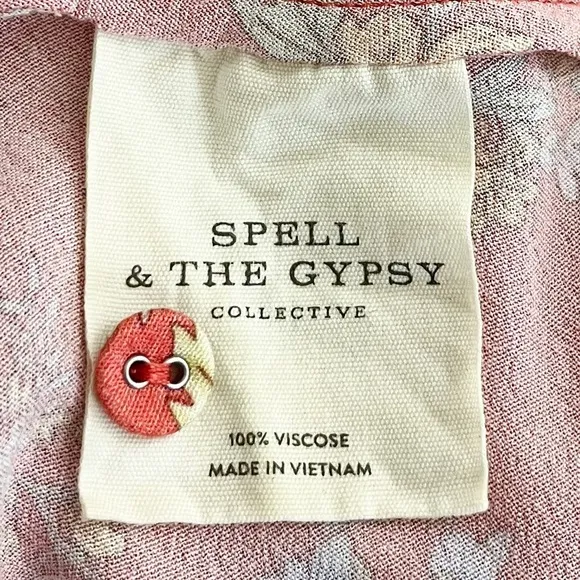 SPELL
& THE GYPSY
COLLECTIVE
100% VISCOSE
MADE IN VIETNAM